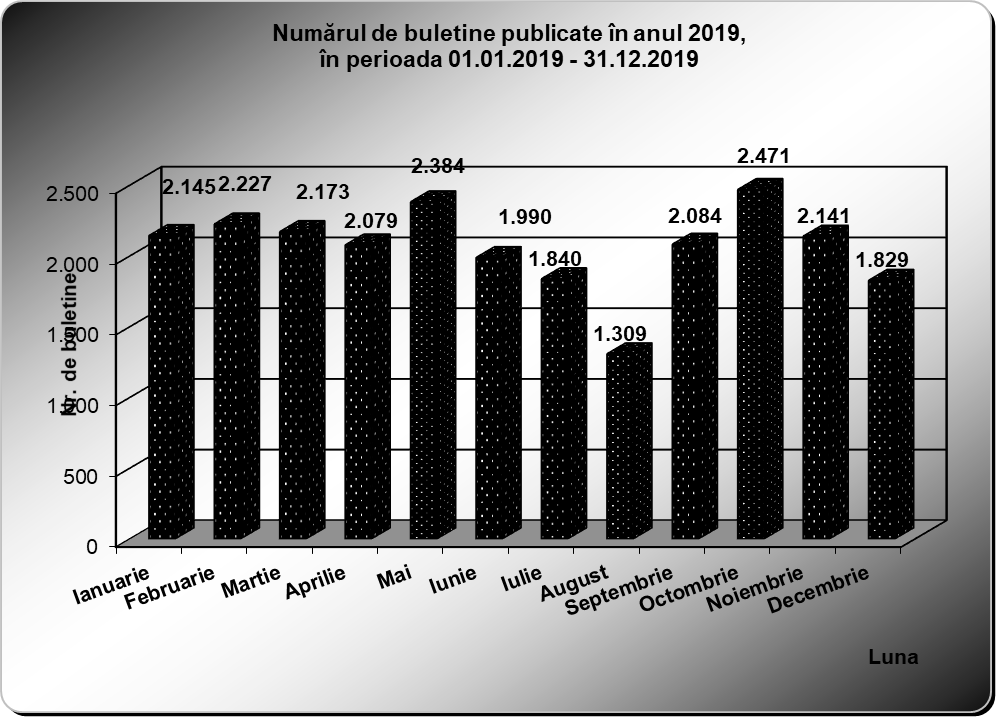 Numărul de buletine publicate în anul 2019,
în perioada 01.01.2019 - 31.12.2019
2.145 2.227 2.173 2.079 2.384 1.990 1.840 1.309 2.084 2.471 2.141 1.829
2.500
2.000
1.500
1.000
500
0
Nr. de buletine
Ianuarie Februarie Martie Aprilie Mai Iunie Iulie August Septembrie Octombrie Noiembrie Decembrie
Luna